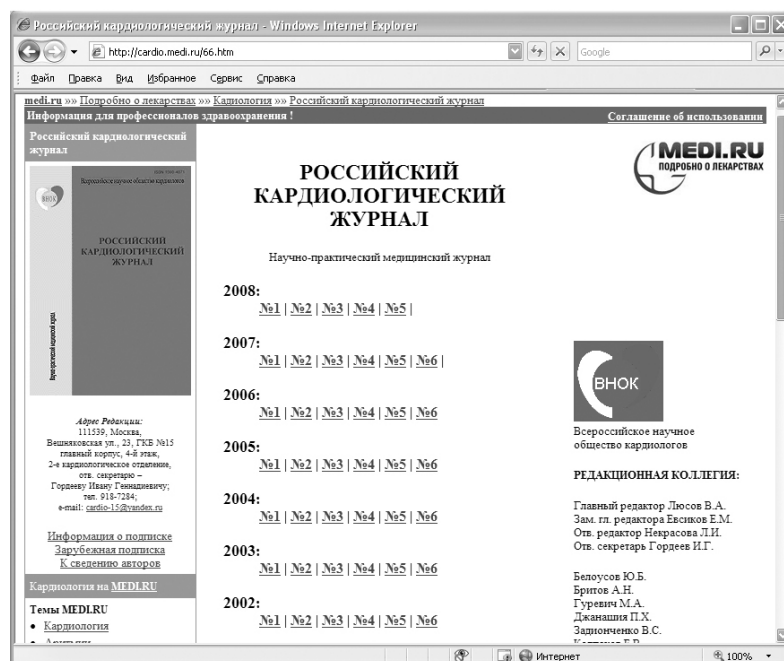 Российский кардиологический журнал - Windows Internet Explorer
http://cardio.medi.ru/66.htm
Google
Файл Правка Вид Избранное Сервис Справка
medi.ru »» Подробно о лекарствах »» Кадиология »» Российский кардиологический журнал
Информация для профессионалов здравоохранения !
Соглашение об использовании
Российский кардиологический
журнал
Всероссийское научное общество кардиологов
ВНОК
РОССИЙСКИЙ
КАРДИОЛОГИЧЕСКИЙ
ЖУРНАЛ
Адрес Редакции:
111539, Москва,
Вешняковская ул., 23, ГКБ №15
главный корпус, 4-й этаж,
2-е кардиологическое отделение,
отв. секретарю –
Гордееву Ивану Геннадиевичу;
тел. 918-7284;
e-mail: cardio-15@yandex.ru
Информация о подписке
Зарубежная подписка
К сведению авторов
Кардиология на MEDI.RU
Темы MEDI.RU
• Кардиология
РОССИЙСКИЙ
КАРДИОЛОГИЧЕСКИЙ
ЖУРНАЛ
Научно-практический медицинский журнал
2008:
№1 | №2 | №3 | №4 | №5 |
2007:
№1 | №2 | №3 | №4 | №5 | №6 |
2006:
№1 | №2 | №3 | №4 | №5 | №6
2005:
№1 | №2 | №3 | №4 | №5 | №6
2004:
№1 | №2 | №3 | №4 | №5 | №6
2003:
№1 | №2 | №3 | №4 | №5 | №6
2002:
№1 | №2 | №3 | №4 | №5 | №6
MEDI.RU
ПОДРОБНО О ЛЕКАРСТВАХ
ВНОК
Всероссийское научное
общество кардиологов
РЕДАКЦИОННАЯ КОЛЛЕГИЯ:
Главный редактор Люсов В.А.
Зам. гл. редактора Евсиков Е.М.
Отв. редактор Некрасова Л.И.
Отв. секретарь Гордеев И.Г.
Белоусов Ю.Б.
Бритов А.Н.
Гуревич М.А.
Джанашия П.Х.
Задионченко В.С.
Интернет
100%